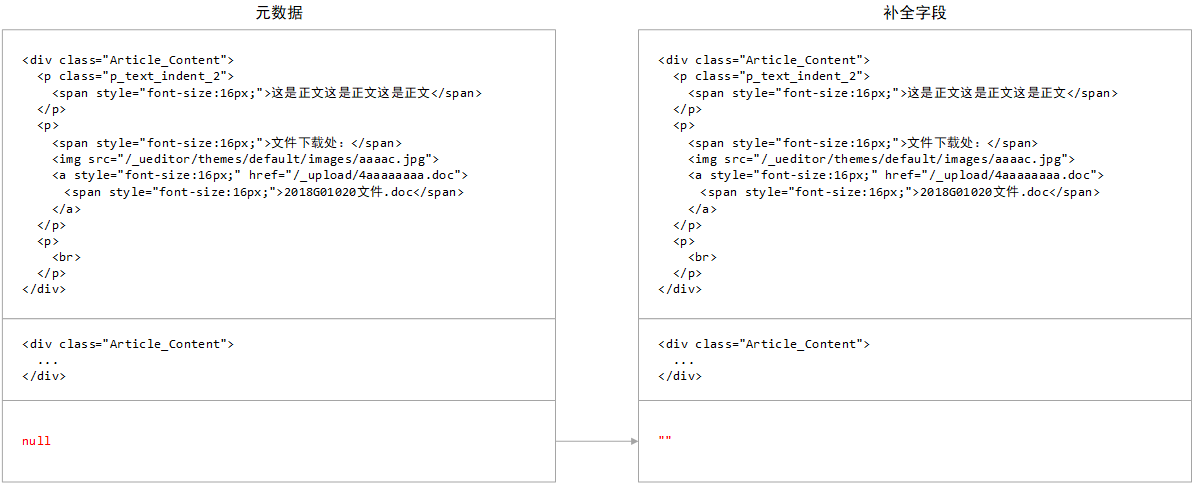 元数据
补全字段
<div class="Article_Content">
<p class="p_text_indent_2">
<span style="font-size:16px;">这是正文这是正文这是正文</span>
</p>
<p>
<span style="font-size:16px;">文件下载处：</span>
<img src="/_ueditor/themes/default/images/aaaac.jpg">
<a style="font-size:16px;" href="/_upload/4aaaaaaaa.doc">
<span style="font-size:16px;">2018G01020文件.doc</span>
</a>
</p>
<p>
<br>
</p>
</div>
<div class="Article_Content">
...
</div>
null
<div class="Article_Content">
<p class="p_text_indent_2">
<span style="font-size:16px;">这是正文这是正文这是正文</span>
</p>
<p>
<span style="font-size:16px;">文件下载处：</span>
<img src="/_ueditor/themes/default/images/aaaac.jpg">
<a style="font-size:16px;" href="/_upload/4aaaaaaaa.doc">
<span style="font-size:16px;">2018G01020文件.doc</span>
</a>
</p>
<p>
<br>
</p>
</div>
<div class="Article_Content">
...
</div>
""